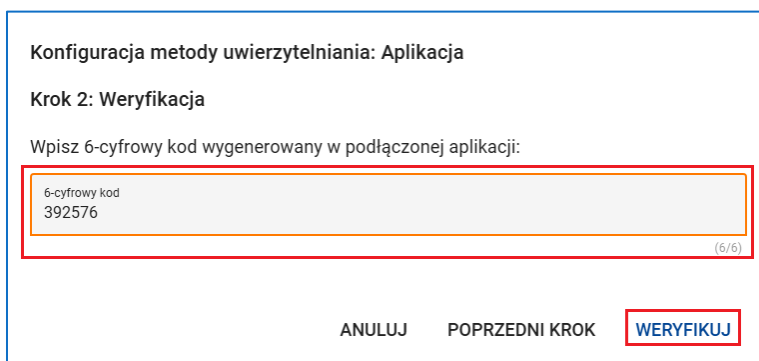 Konfiguracja metody uwierzytelniania: Aplikacja
Krok 2: Weryfikacja
Wpisz 6-cyfrowy kod wygenerowany w podłączonej aplikacji:
6-cyfrowy kod
392576
(6/6)
ANULUJ POPRZEDNI KROK WERYFIKUJ